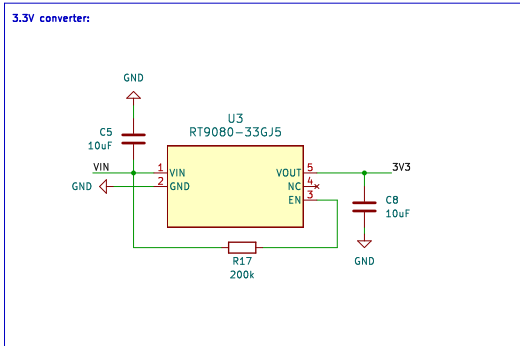 3.3V converter:
GND
U3
RT9080-33GJ5
C5
10uF
VIN
1
VIN
VOUT
5
3V3
GND
2
GND
NC
4
EN
3
C8
10uF
R17
200k
GND